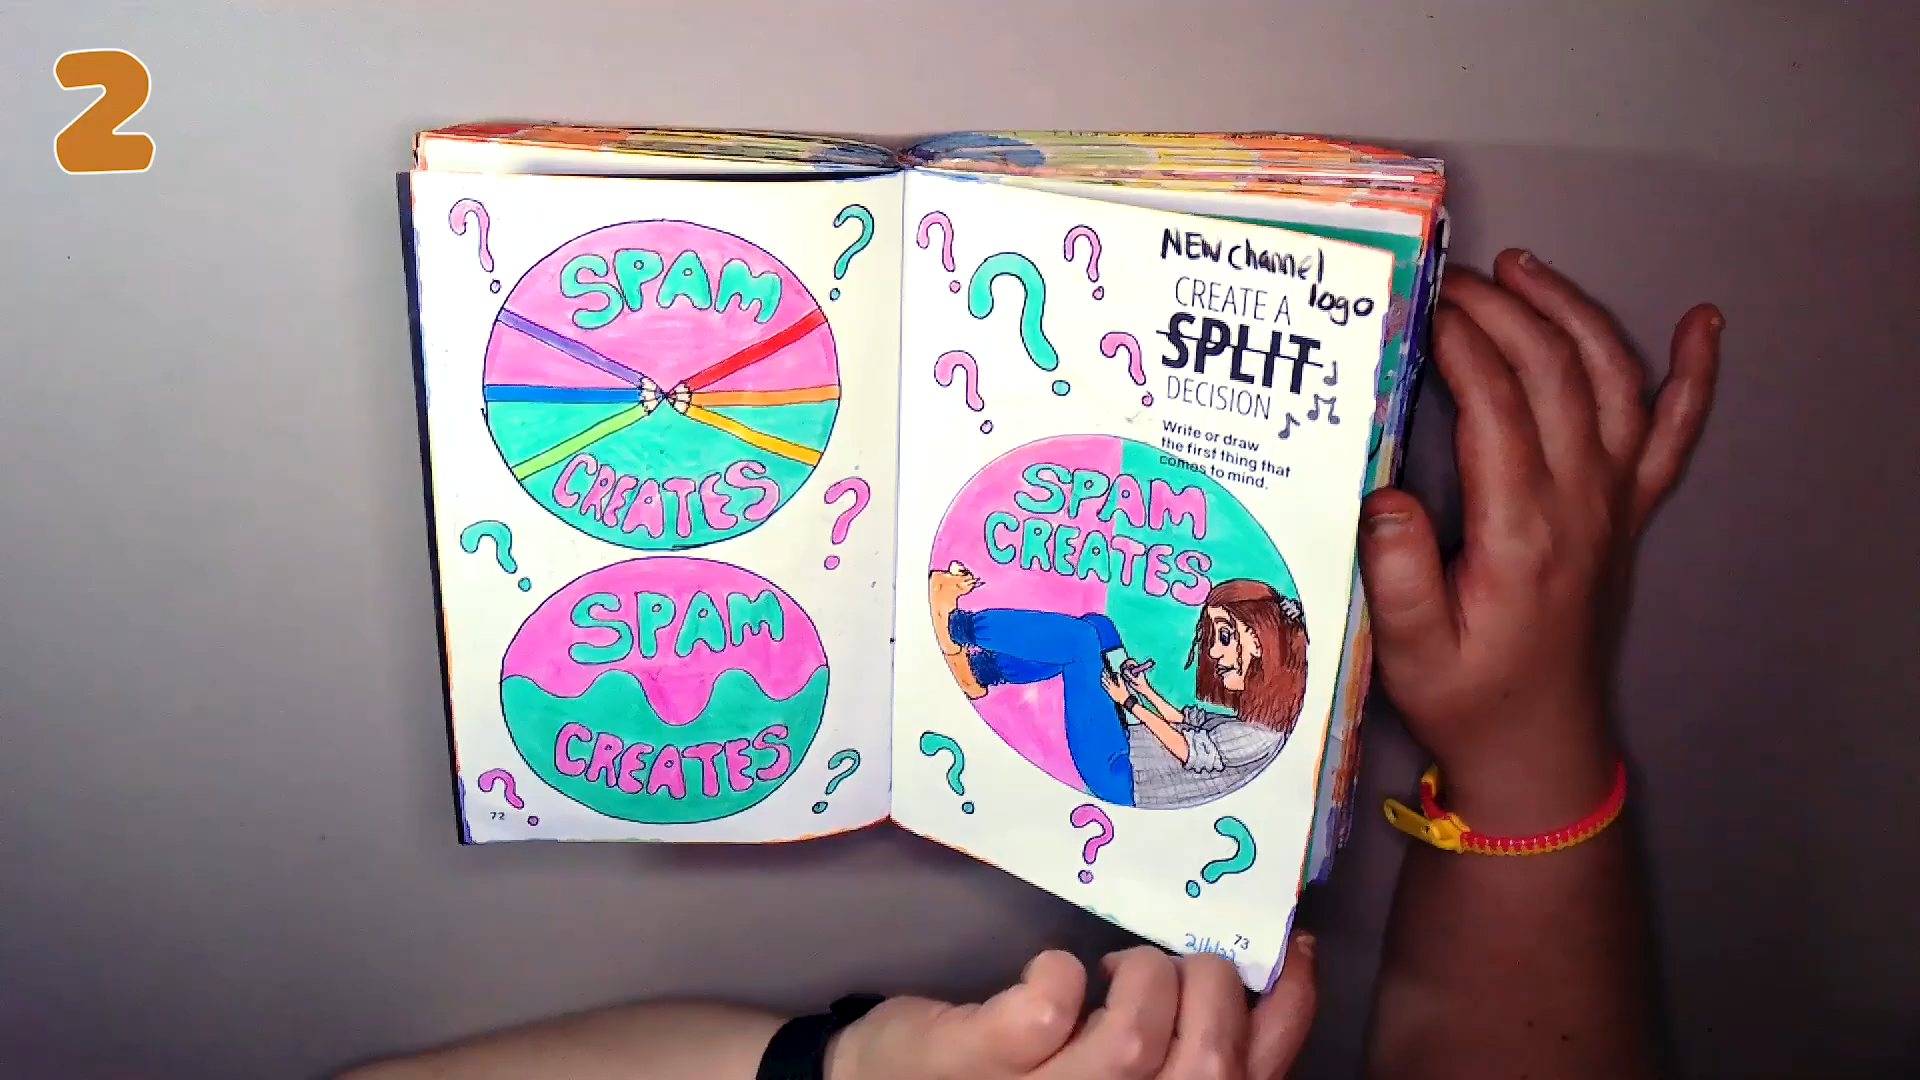 2
SPAM
CREATES
SPAM
CREATES
72
NEW channel
logo
CREATE A
SPLIT
DECISION
Write or draw
the first thing that
comes to mind.
SPAM
CREATES
73